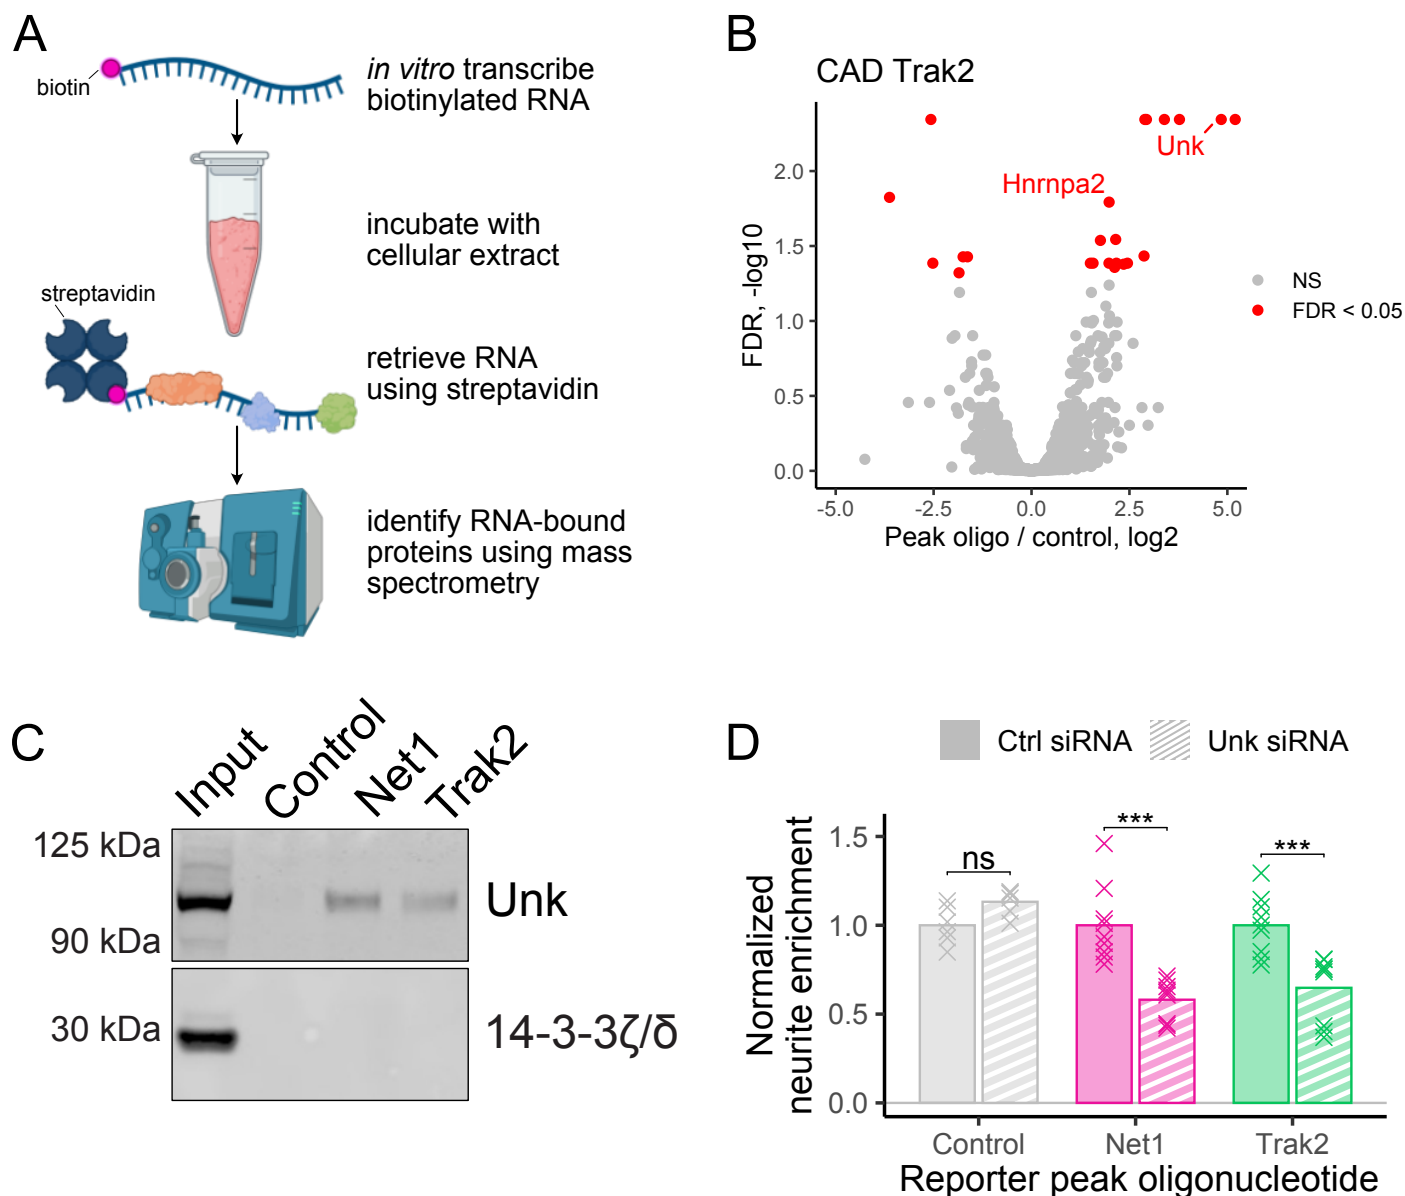 A
biotin
in vitro transcribe
biotinylated RNA
incubate with
cellular extract
streptavidin
retrieve RNA
using streptavidin
identify RNA-bound
proteins using mass
spectrometry
B
CAD Trak2
FDR, -log10
2.0
1.5
1.0
0.5
0.0
Unk
Hnrnpa2
-5.0 -2.5 0.0 2.5 5.0
Peak oligo / control, log2
NS
FDR < 0.05
C
Input Control Net1 Trak2
125 kDa
90 kDa
Unk
30 kDa
14-3-3ζ/δ
D
Ctrl siRNA Unk siRNA
Normalized
neurite enrichment
1.5
1.0
0.5
0.0
ns
***
***
Control Net1 Trak2
Reporter peak oligonucleotide